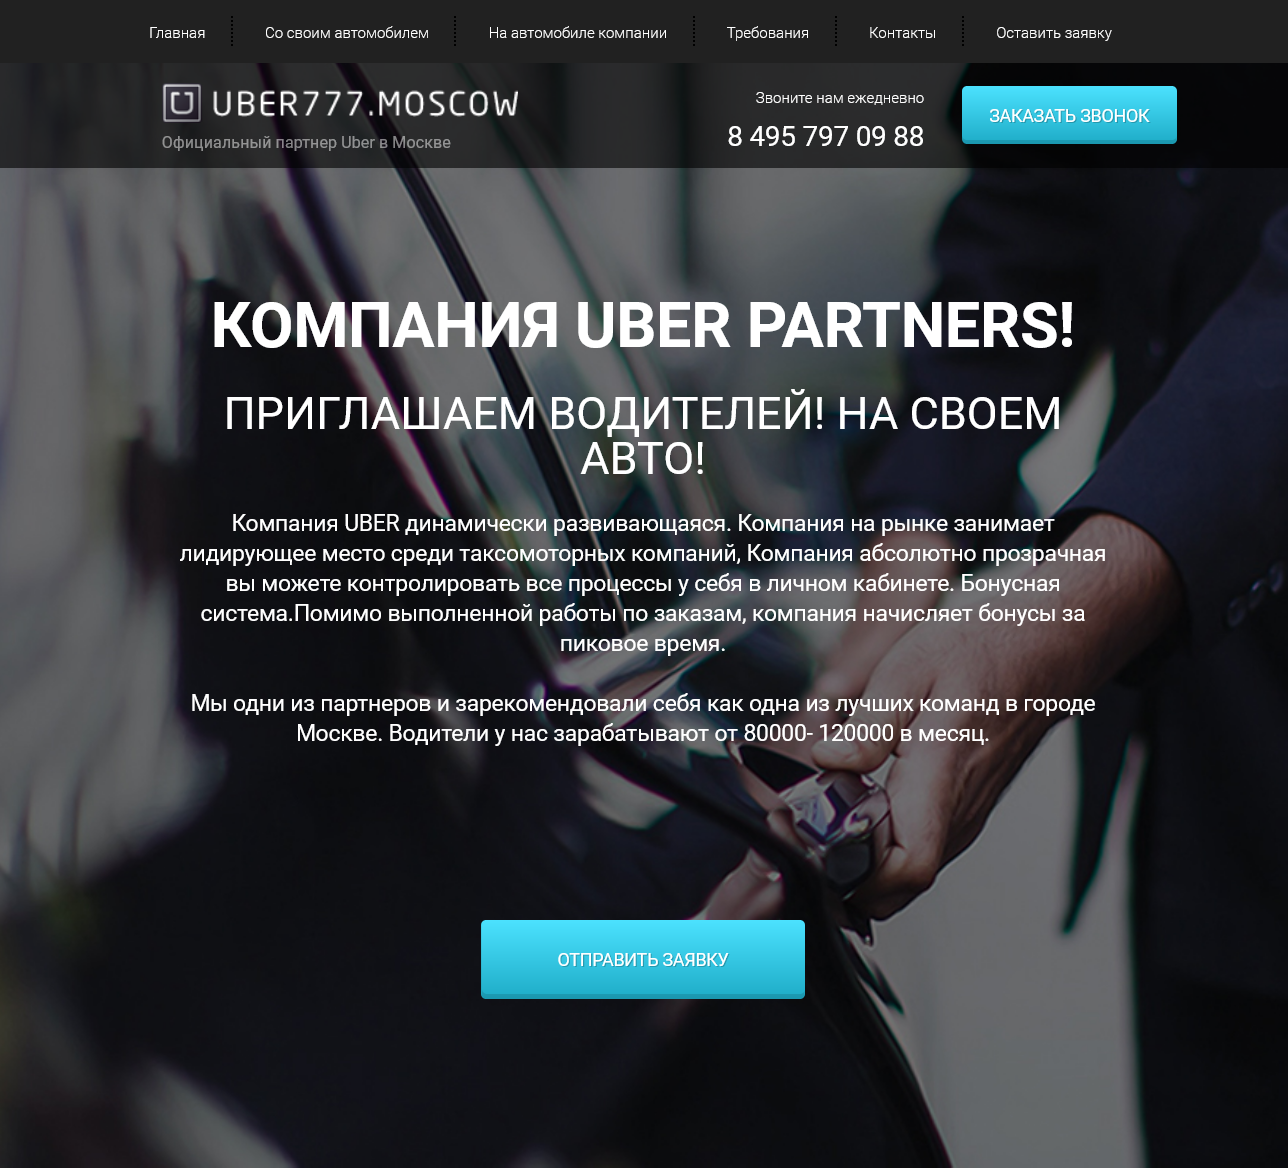 Главная
Со своим автомобилем
На автомобиле компании
Требования
Контакты
Оставить заявку
UBER777.MOSCOW
Официальный партнер Uber в Москве
Звоните нам ежедневно
8 495 797 09 88
ЗАКАЗАТЬ ЗВОНОК
КОМПАНИЯ UBER PARTNERS!
ПРИГЛАШАЕМ ВОДИТЕЛЕЙ! НА СВОЕМ
АВТО!
Компания UBER динамически развивающаяся. Компания на рынке занимает
лидирующее место среди таксомоторных компаний, Компания абсолютно прозрачная
вы можете контролировать все процессы у себя в личном кабинете. Бонусная
система.Помимо выполненной работы по заказам, компания начисляет бонусы за
пиковое время.
Мы одни из партнеров и зарекомендовали себя как одна из лучших команд в городе
Москве. Водители у нас зарабатывают от 80000- 120000 в месяц.
ОТПРАВИТЬ ЗАЯВКУ